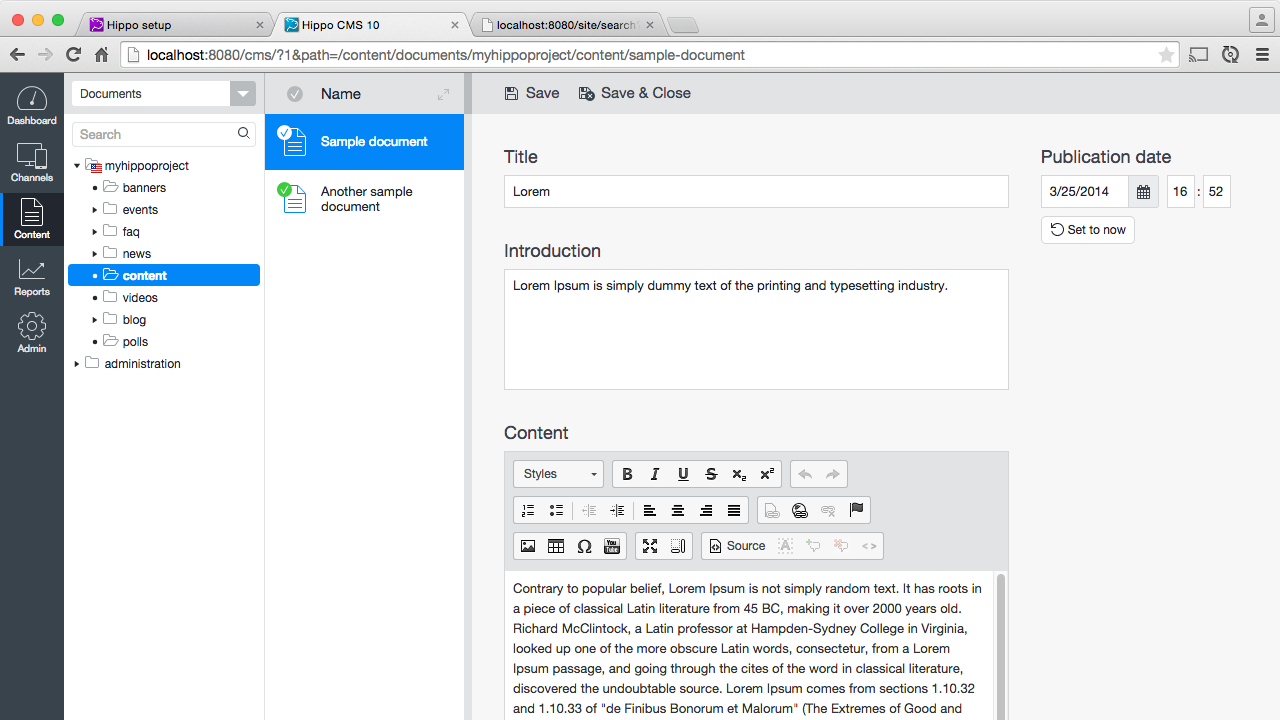 Hippo setup
Hippo CMS 10
localhost:8080/site/search?
localhost:8080/cms/?1&path=/content/documents/myhippoproject/content/sample-document
Dashboard
Channels
Content
Reports
Admin
Documents
Search
myhippoproject
banners
events
faq
news
content
videos
blog
polls
administration
Name
Sample document
Another sample
document
Save
Save & Close
Title
Lorem
Introduction
Lorem Ipsum is simply dummy text of the printing and typesetting industry.
Content
Styles
B I U S x₂ x²
Ω You Tube
Source
Contrary to popular belief, Lorem Ipsum is not simply random text. It has roots in
a piece of classical Latin literature from 45 BC, making it over 2000 years old.
Richard McClintock, a Latin professor at Hampden-Sydney College in Virginia,
looked up one of the more obscure Latin words, consectetur, from a Lorem
Ipsum passage, and going through the cites of the word in classical literature,
discovered the undoubtable source. Lorem Ipsum comes from sections 1.10.32
and 1.10.33 of "de Finibus Bonorum et Malorum" (The Extremes of Good and
Publication date
3/25/2014 16 : 52
Set to now